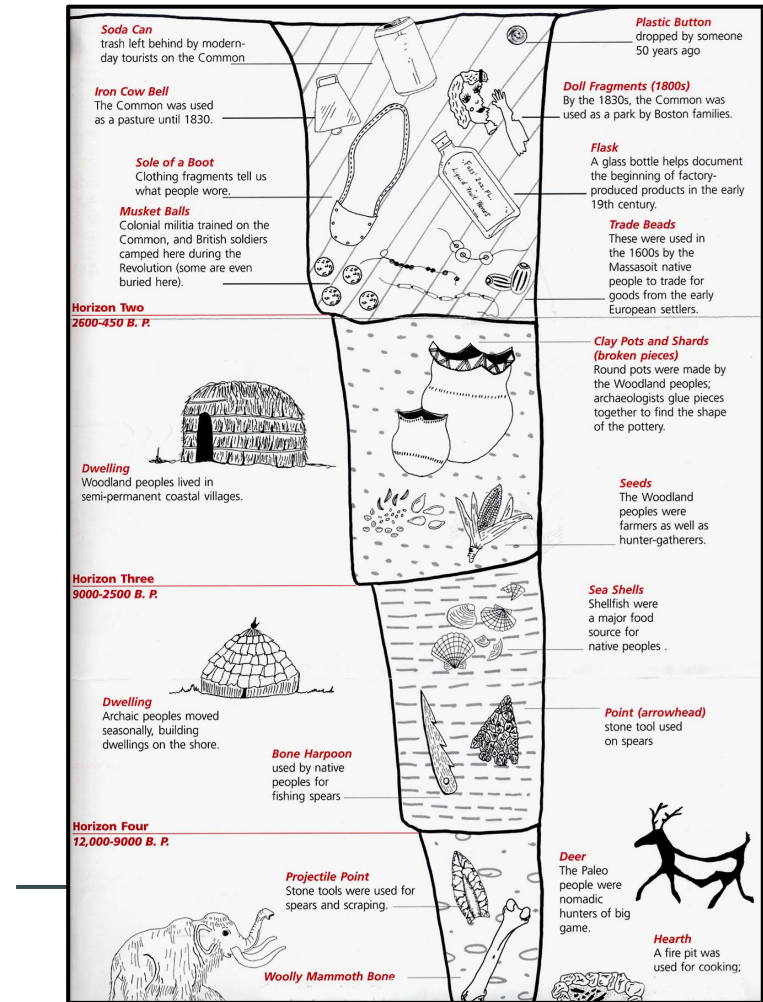 Soda Can
trash left behind by modern-
day tourists on the Common
Plastic Button
dropped by someone
50 years ago
Iron Cow Bell
The Common was used
as a pasture until 1830.
Doll Fragments (1800s)
By the 1830s, the Common was
used as a park by Boston families.
Sole of a Boot
Clothing fragments tell us
what people wore.
Flask
A glass bottle helps document
the beginning of factory-
produced products in the early
19th century.
Musket Balls
Colonial militia trained on the
Common, and British soldiers
camped here during the
Revolution (some are even
buried here).
Trade Beads
These were used in
the 1600s by the
Massasoit native
people to trade for
goods from the early
European settlers.
Horizon Two
2600-450 B. P.
Clay Pots and Shards
(broken pieces)
Round pots were made by
the Woodland peoples;
archaeologists glue pieces
together to find the shape
of the pottery.
Dwelling
Woodland peoples lived in
semi-permanent coastal villages.
Seeds
The Woodland
peoples were
farmers as well as
hunter-gatherers.
Horizon Three
9000-2500 B. P.
Sea Shells
Shellfish were
a major food
source for
native peoples .
Dwelling
Archaic peoples moved
seasonally, building
dwellings on the shore.
Point (arrowhead)
stone tool used
on spears
Bone Harpoon
used by native
peoples for
fishing spears
Horizon Four
12,000-9000 B. P.
Projectile Point
Stone tools were used for
spears and scraping.
Deer
The Paleo
people were
nomadic
hunters of big
game.
Hearth
A fire pit was
used for cooking;
Woolly Mammoth Bone